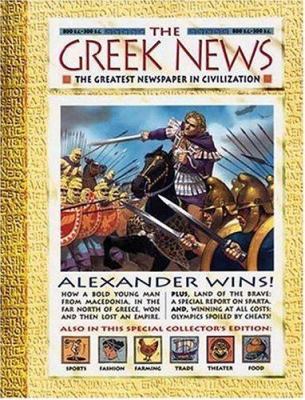 THE
800 B.C.-300 B.C. 800 B.C.-300 B.C.
GREEK NEWS
THE GREATEST NEWSPAPER IN CIVILIZATION
ALEXANDER WINS!
HOW A BOLD YOUNG MAN
FROM MACEDONIA, IN THE
FAR NORTH OF GREECE, WON
AND THEN LOST AN EMPIRE.
PLUS, LAND OF THE BRAVE:
A SPECIAL REPORT ON SPARTA.
AND, WINNING AT ALL COSTS:
OLYMPICS SPOILED BY CHEATS!
ALSO IN THIS SPECIAL COLLECTOR'S EDITION:
SPORTS FASHION FARMING TRADE THEATER FOOD